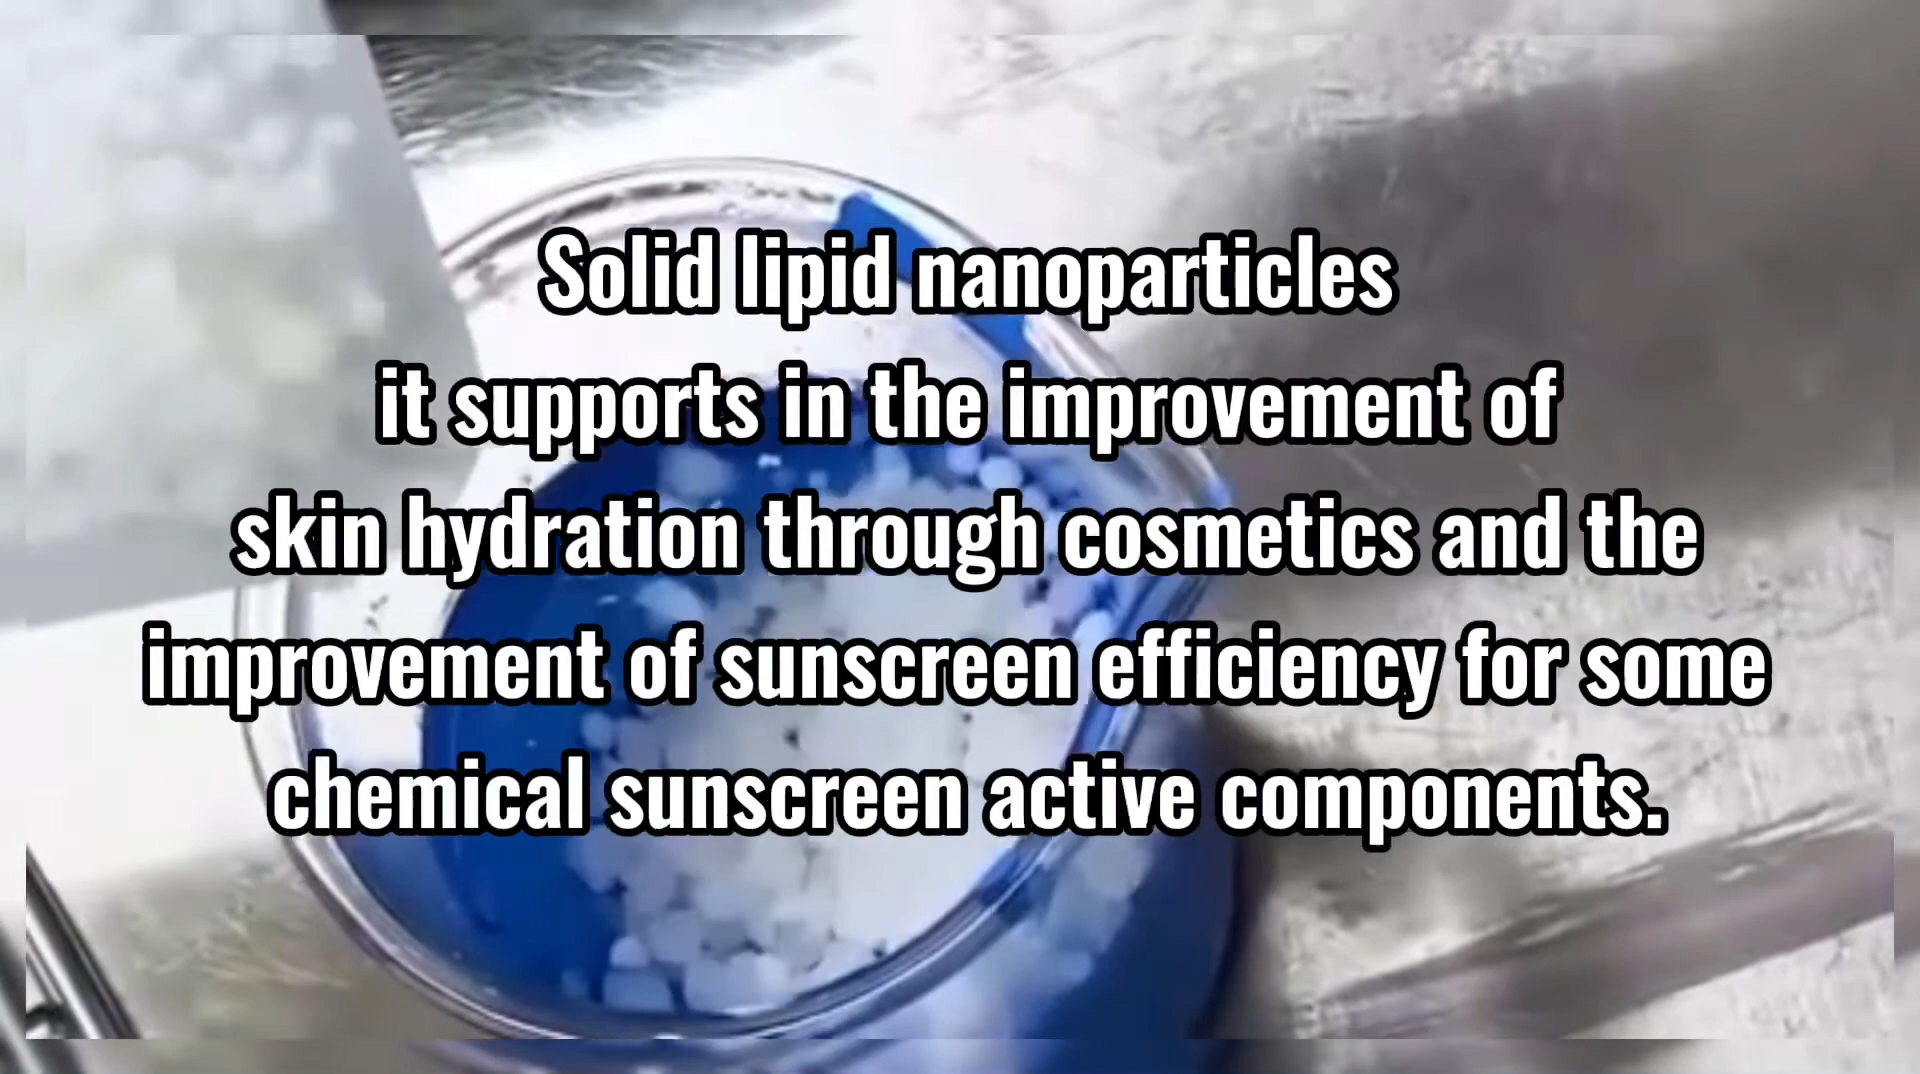 Solid lipid nanoparticles
it supports in the improvement of
skin hydration through cosmetics and the
improvement of sunscreen efficiency for some
chemical sunscreen active components.